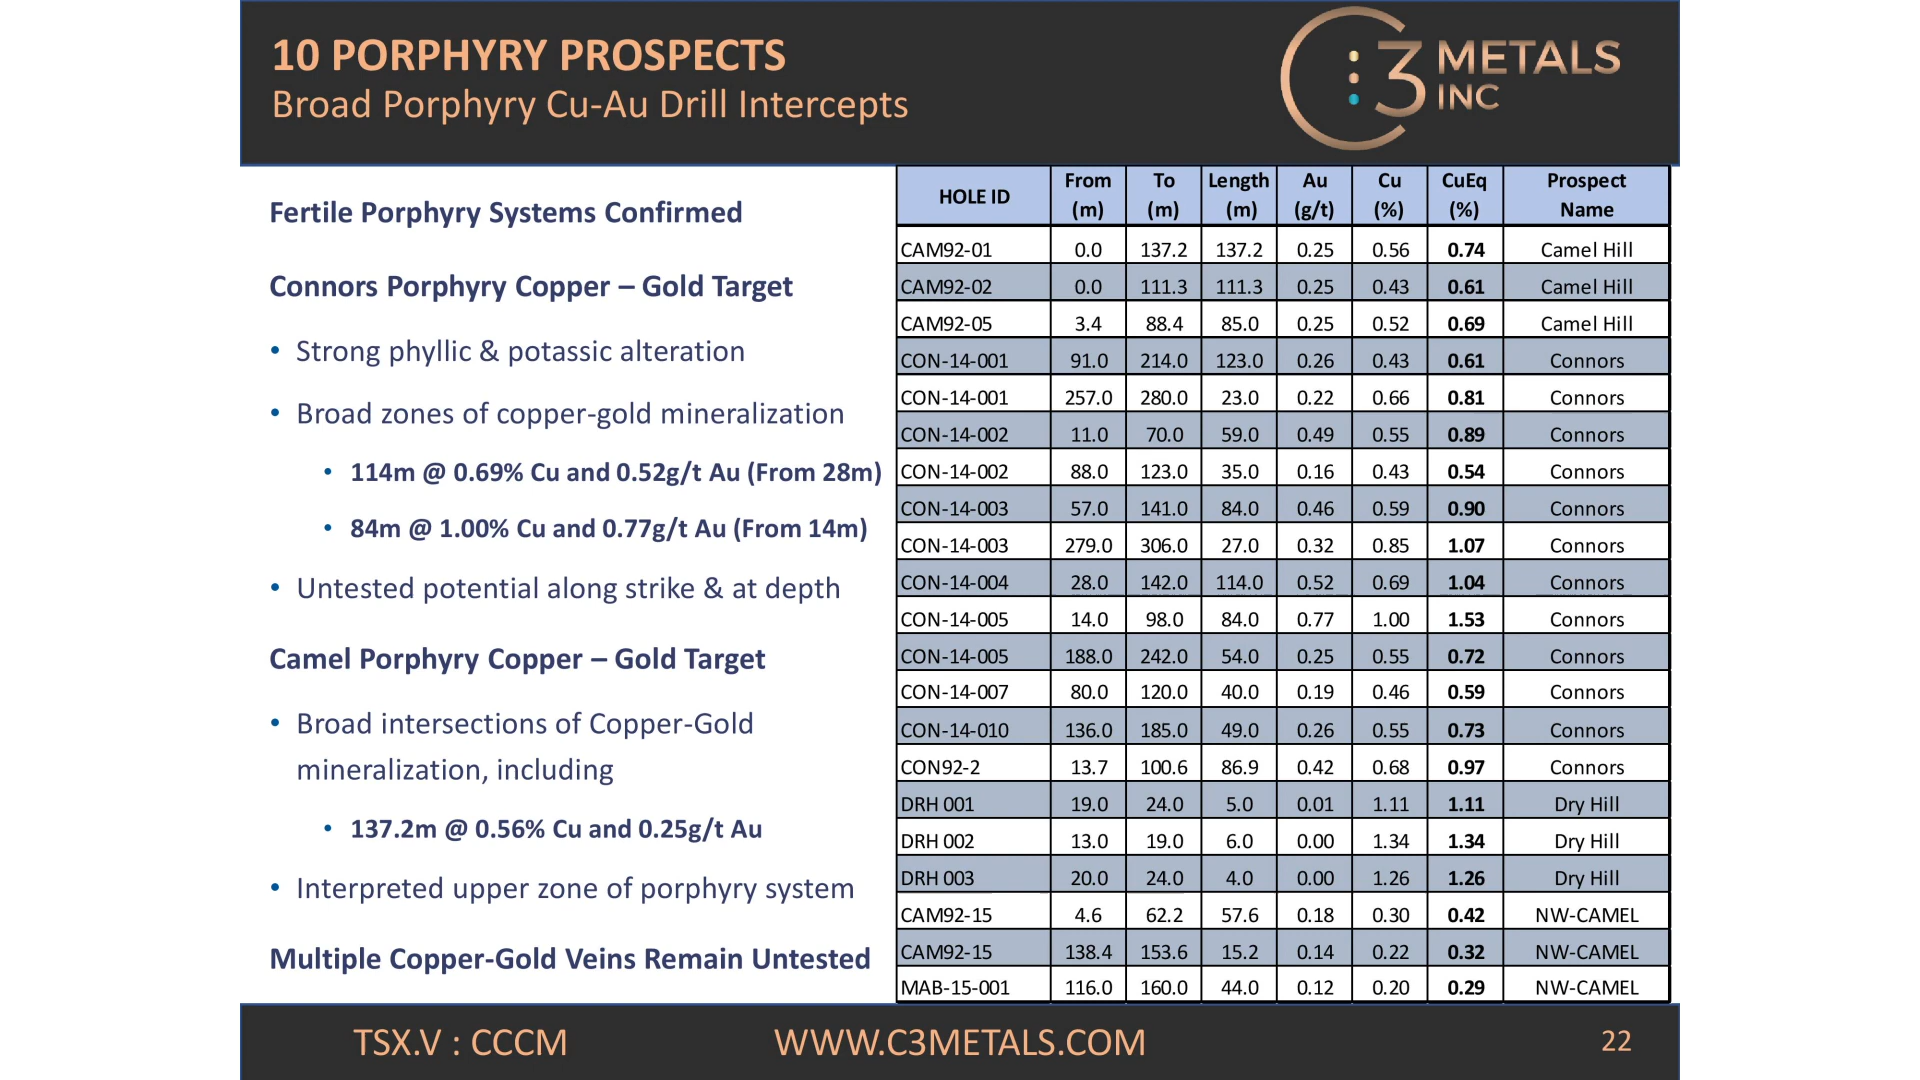 10 PORPHYRY PROSPECTS
Broad Porphyry Cu-Au Drill Intercepts
C3 METALS
INC
Fertile Porphyry Systems Confirmed
Connors Porphyry Copper – Gold Target
• Strong phyllic & potassic alteration
• Broad zones of copper-gold mineralization
• 114m @ 0.69% Cu and 0.52g/t Au (From 28m)
• 84m @ 1.00% Cu and 0.77g/t Au (From 14m)
• Untested potential along strike & at depth
Camel Porphyry Copper – Gold Target
• Broad intersections of Copper-Gold
mineralization, including
• 137.2m @ 0.56% Cu and 0.25g/t Au
• Interpreted upper zone of porphyry system
Multiple Copper-Gold Veins Remain Untested
HOLE ID From (m) To (m) Length (m) Au (g/t) Cu (%) CuEq (%) Prospect Name
CAM92-01 0.0 137.2 137.2 0.25 0.56 0.74 Camel Hill
CAM92-02 0.0 111.3 111.3 0.25 0.43 0.61 Camel Hill
CAM92-05 3.4 88.4 85.0 0.25 0.52 0.69 Camel Hill
CON-14-001 91.0 214.0 123.0 0.26 0.43 0.61 Connors
CON-14-001 257.0 280.0 23.0 0.22 0.66 0.81 Connors
CON-14-002 11.0 70.0 59.0 0.49 0.55 0.89 Connors
CON-14-002 88.0 123.0 35.0 0.16 0.43 0.54 Connors
CON-14-003 57.0 141.0 84.0 0.46 0.59 0.90 Connors
CON-14-003 279.0 306.0 27.0 0.32 0.85 1.07 Connors
CON-14-004 28.0 142.0 114.0 0.52 0.69 1.04 Connors
CON-14-005 14.0 98.0 84.0 0.77 1.00 1.53 Connors
CON-14-005 188.0 242.0 54.0 0.25 0.55 0.72 Connors
CON-14-007 80.0 120.0 40.0 0.19 0.46 0.59 Connors
CON-14-010 136.0 185.0 49.0 0.26 0.55 0.73 Connors
CON92-2 13.7 100.6 86.9 0.42 0.68 0.97 Connors
DRH 001 19.0 24.0 5.0 0.01 1.11 1.11 Dry Hill
DRH 002 13.0 19.0 6.0 0.00 1.34 1.34 Dry Hill
DRH 003 20.0 24.0 4.0 0.00 1.26 1.26 Dry Hill
CAM92-15 4.6 62.2 57.6 0.18 0.30 0.42 NW-CAMEL
CAM92-15 138.4 153.6 15.2 0.14 0.22 0.32 NW-CAMEL
MAB-15-001 116.0 160.0 44.0 0.12 0.20 0.29 NW-CAMEL
TSX.V : CCCM WWW.C3METALS.COM 22